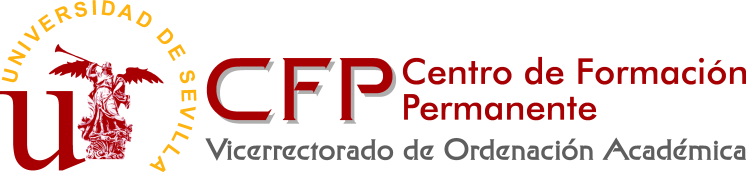 UNIVERSIDAD DE SEVILLA
u
CFP
Centro de Formación
Permanente
Vicerrectorado de Ordenación Académica